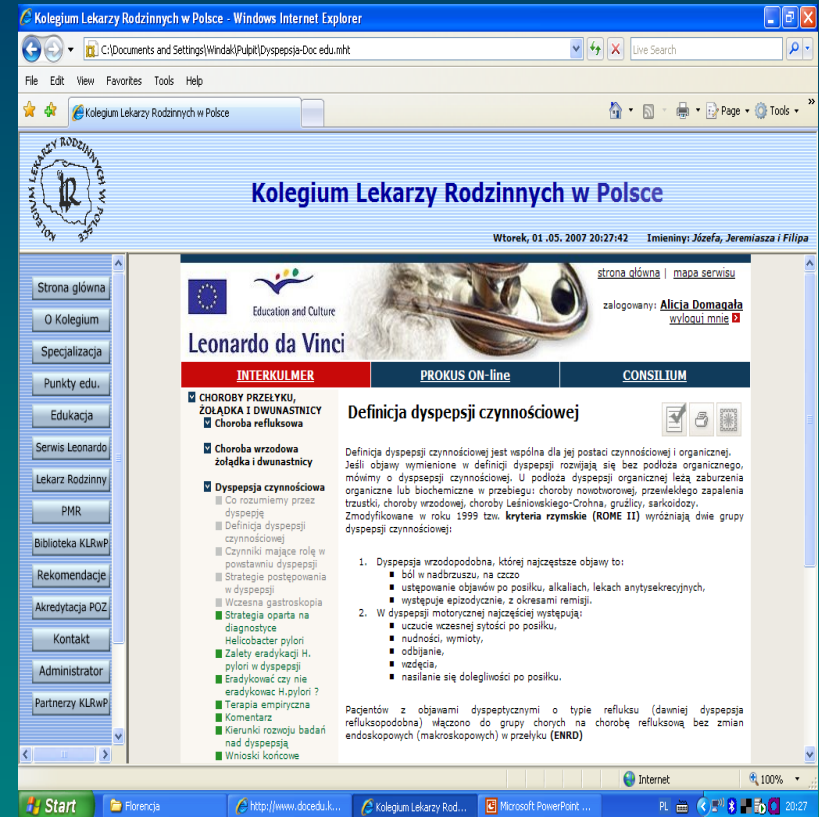 Kolegium Lekarzy Rodzinnych w Polsce - Windows Internet Explorer
C:\Documents and Settings\Windak\Pulpit\Dyspepsja-Doc edu.mht
Live Search
File Edit View Favorites Tools Help
Kolegium Lekarzy Rodzinnych w Polsce
Page Tools
KOLEGIUM LEKARZY RODZINNYCH W POLSCE
Kolegium Lekarzy Rodzinnych w Polsce
Wtorek, 01 .05. 2007 20:27:42 Imieniny: Józefa, Jeremiasza i Filipa
Strona glówna
O Kolegium
Specjalizacja
Punkty edu.
Edukacja
Serwis Leonardo
Lekarz Rodzinny
PMR
Biblioteka KLRwP
Rekomendacje
Akredytacja POZ
Kontakt
Administrator
Partnerzy KLRwP
Education and Culture
Leonardo da Vinci
strona główna | mapa serwisu
zalogowany: Alicja Domagała
wyloguj mnie
INTERKULMER
PROKUS ON-line
CONSILIUM
CHOROBY PRZEŁYKU,
ŻOŁĄDKA I DWUNASTNICY
Choroba refluksowa
Choroba wrzodowa
żołądka i dwunastnicy
Dyspepsja czynnościowa
Co rozumiemy przez
dyspepję
Definicja dyspepsji
czynnościowej
Czynniki mające rolę w
powstawniu dyspepsji
Strategie postępowania
w dyspepsji
Wczesna gastroskopia
Strategia oparta na
diagnostyce
Helicobacter pylori
Zalety eradykacji H.
pylori w dyspepsji
Eradykować czy nie
eradykowac H.pylori ?
Terapia empiryczna
Komentarz
Kierunki rozwoju badań
nad dyspepsją
Wnioski końcowe
Definicja dyspepsji czynnościowej
Definicja dyspepsji czynnościowej jest wspólna dla jej postaci czynnościowej i organicznej.
Jeśli objawy wymienione w definicji dyspepsji rozwijają się bez podłoża organicznego,
mówimy o dyspsepsji czynnościowej. U podłoża dyspepsji organicznej leżą zaburzenia
organiczne lub biochemiczne w przebiegu: choroby nowotworowej, przewlekłego zapalenia
trzustki, choroby wrzodowej, choroby Leśniowskiego-Crohna, gruźlicy, sarkoidozy.
Zmodyfikowane w roku 1999 tzw. kryteria rzymskie (ROME II) wyróżniają dwie grupy
dyspepsji czynnościowej:
1. Dyspepsja wrzodopodobna, której najczęstsze objawy to:
ból w nadbrzuszu, na czczo
ustępowanie objawów po posiłku, alkaliach, lekach anytysekrecyjnych,
występuje epizodycznie, z okresami remisji.
2. W dyspepsji motorycznej najczęściej występują:
uczucie wczesnej sytości po posiłku,
nudności, wymioty,
odbijanie,
wzdęcia,
nasilanie się dolegliwości po posiłku.
Pacjentów z objawami dyspeptycznymi o typie refluksu (dawniej dyspepsja
refluksopodobna) włączono do grupy chorych na chorobę refluksową bez zmian
endoskopowych (makroskopowych) w przełyku (ENRD)
Internet 100%
Start Florencja http://www.docedu.k... Kolegium Lekarzy Rod... Microsoft PowerPoint ... PL 20:27